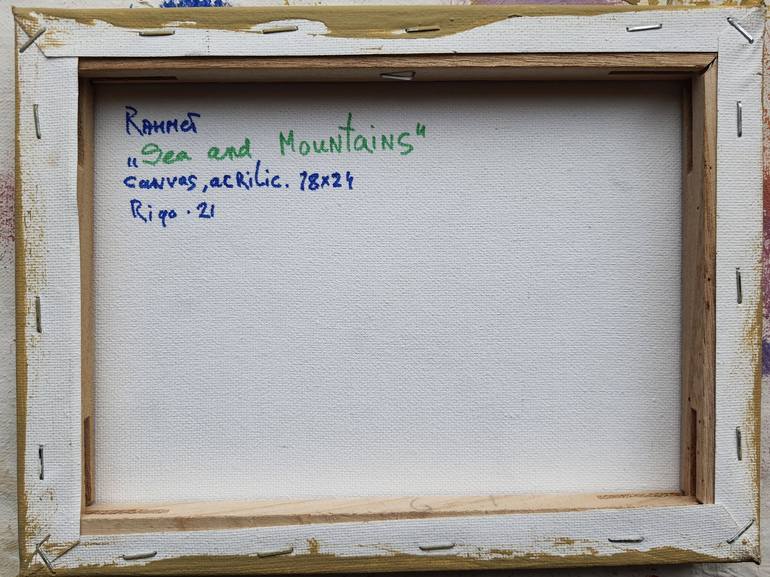 Rahmet
„Sea and Mountains“
canvas, acrilic. 18x24
Riga. 21